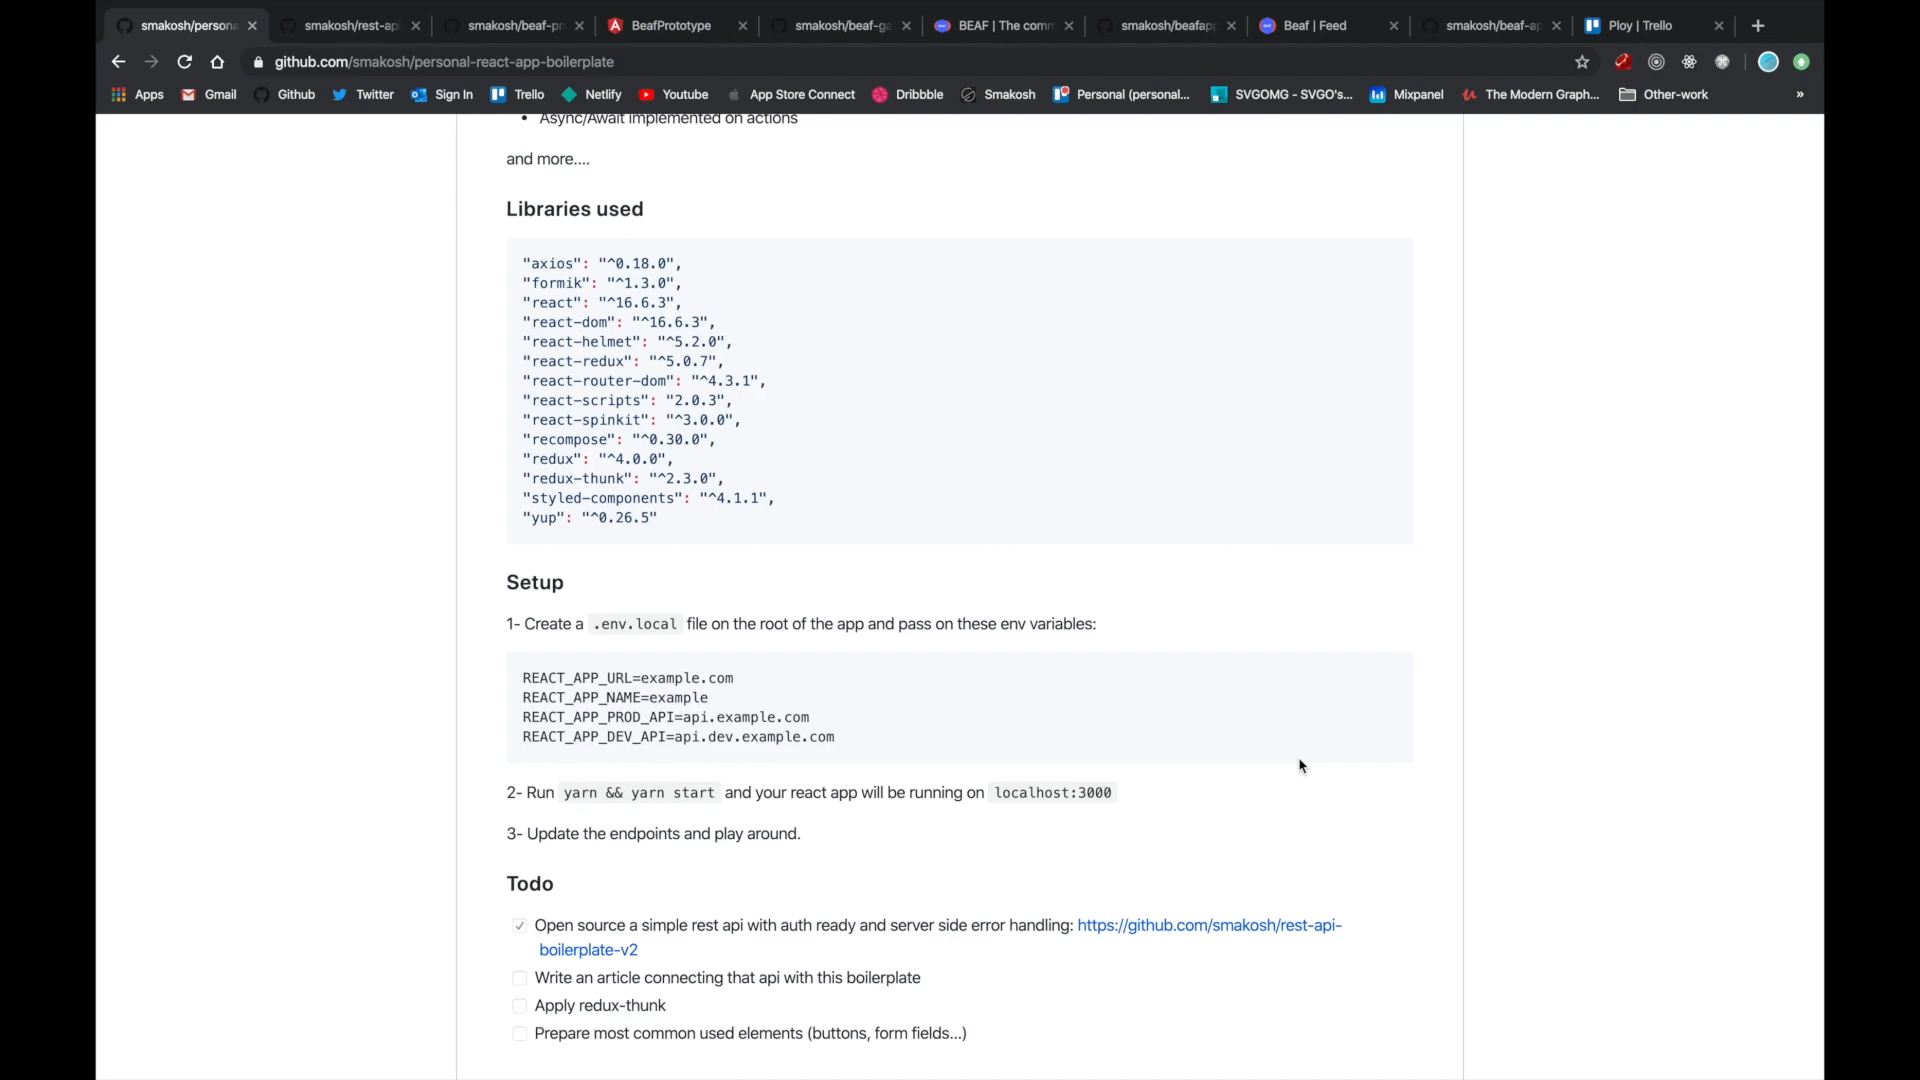 smakosh/persona
smakosh/rest-api
smakosh/beaf-pr
BeafPrototype
smakosh/beaf-ga
BEAF | The comm
smakosh/beafapp
Beaf | Feed
smakosh/beaf-ap
Ploy | Trello
github.com/smakosh/personal-react-app-boilerplate
Apps
Gmail
Github
Twitter
Sign In
Trello
Netlify
Youtube
App Store Connect
Dribbble
Smakosh
Personal (personal...
SVGOMG - SVGO's...
Mixpanel
The Modern Graph...
Other-work
»
• Async/Await implemented on actions
and more....
Libraries used
"axios": "^0.18.0",
"formik": "^1.3.0",
"react": "^16.6.3",
"react-dom": "^16.6.3",
"react-helmet": "^5.2.0",
"react-redux": "^5.0.7",
"react-router-dom": "^4.3.1",
"react-scripts": "2.0.3",
"react-spinkit": "^3.0.0",
"recompose": "^0.30.0",
"redux": "^4.0.0",
"redux-thunk": "^2.3.0",
"styled-components": "^4.1.1",
"yup": "^0.26.5"
Setup
1- Create a .env.local file on the root of the app and pass on these env variables:
REACT_APP_URL=example.com
REACT_APP_NAME=example
REACT_APP_PROD_API=api.example.com
REACT_APP_DEV_API=api.dev.example.com
2- Run yarn && yarn start and your react app will be running on localhost:3000
3- Update the endpoints and play around.
Todo
Open source a simple rest api with auth ready and server side error handling: https://github.com/smakosh/rest-api-
boilerplate-v2
Write an article connecting that api with this boilerplate
Apply redux-thunk
Prepare most common used elements (buttons, form fields...)